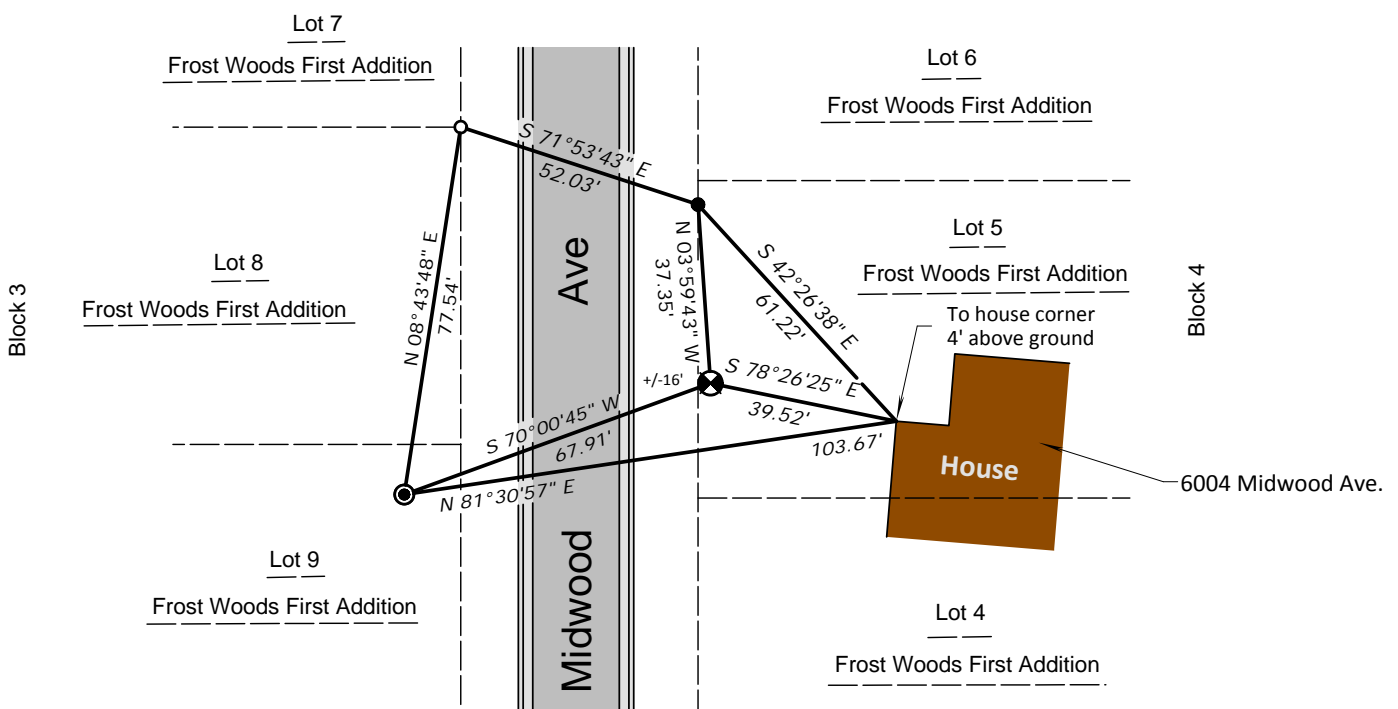 Lot 7
Frost Woods First Addition
Lot 6
Frost Woods First Addition
S 71°53'43" E
52.03'
Block 3
Lot 8
Frost Woods First Addition
N 08°43'48" E
77.54'
Ave
N 03°59'43" W
37.35'
S 42°26'38" E
61.22'
Lot 5
Frost Woods First Addition
Block 4
To house corner
4' above ground
+/-16'
S 78°26'25" E
39.52'
S 70°00'45" W
67.91'
103.67'
N 81°30'57" E
House
6004 Midwood Ave.
Lot 9
Frost Woods First Addition
Midwood
Lot 4
Frost Woods First Addition